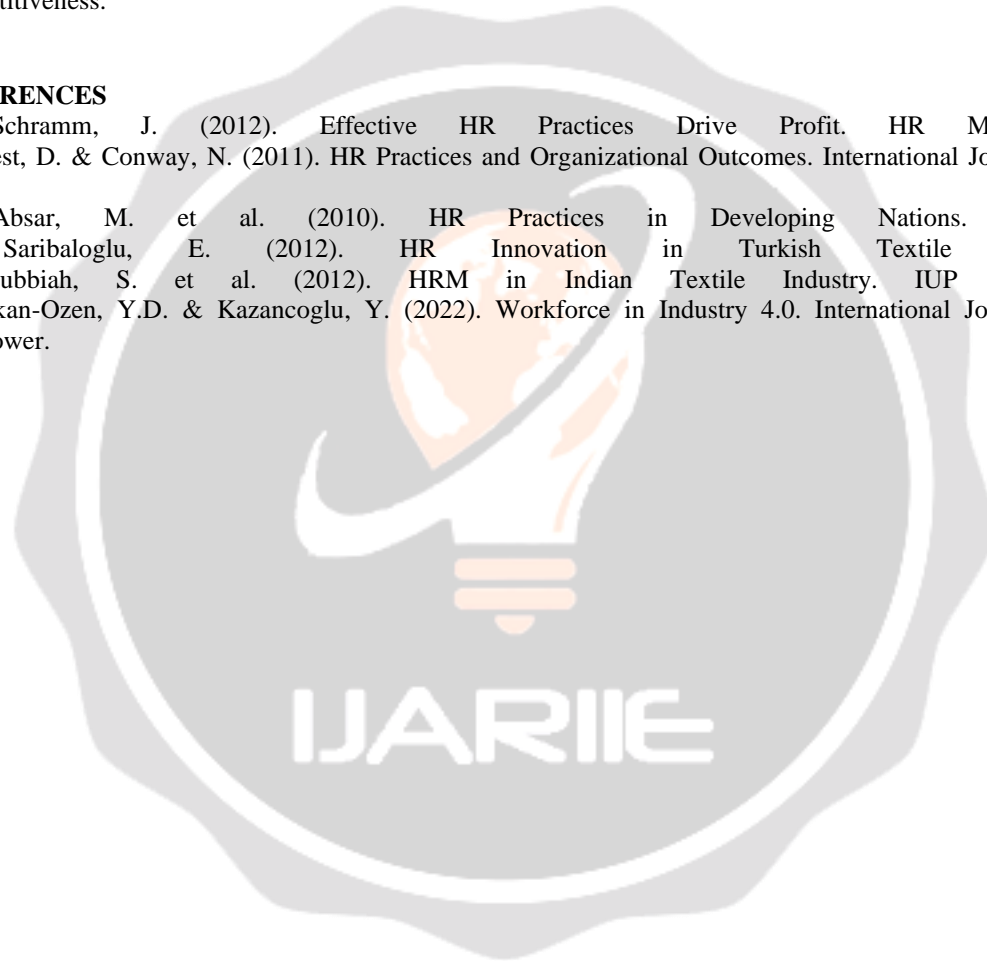 titiveness.
RENCES
Schramm, J. (2012). Effective HR Practices Drive Profit. HR M
est, D. & Conway, N. (2011). HR Practices and Organizational Outcomes. International Jo
Absar, M. et al. (2010). HR Practices in Developing Nations.
Saribaloglu, E. (2012). HR Innovation in Turkish Textile
ubbiah, S. et al. (2012). HRM in Indian Textile Industry. IUP
kan-Ozen, Y.D. & Kazancoglu, Y. (2022). Workforce in Industry 4.0. International Jo
ower.
IJARIIE